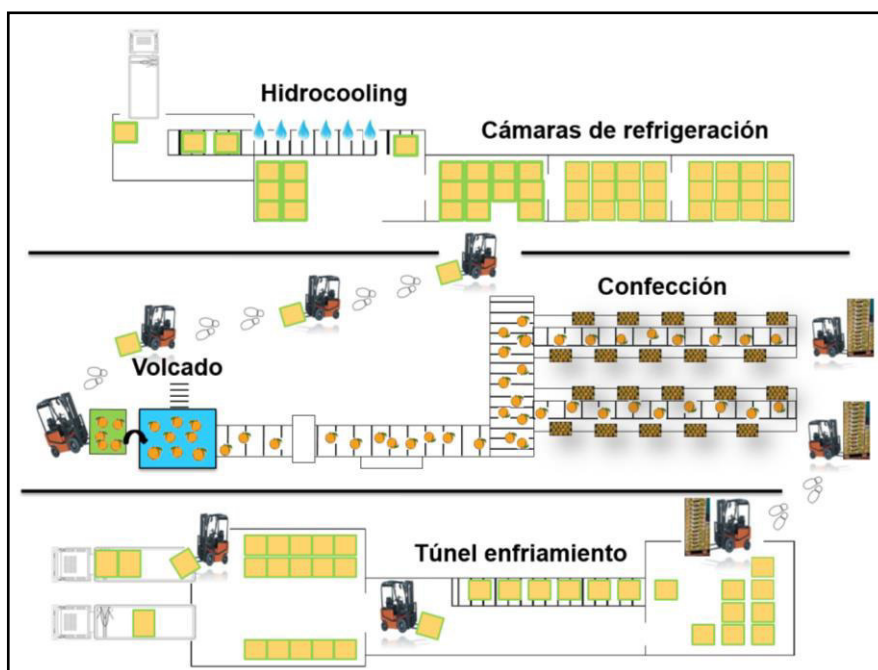 Hidrocooling
Cámaras de refrigeración
Confección
Volcado
Túnel enfriamiento